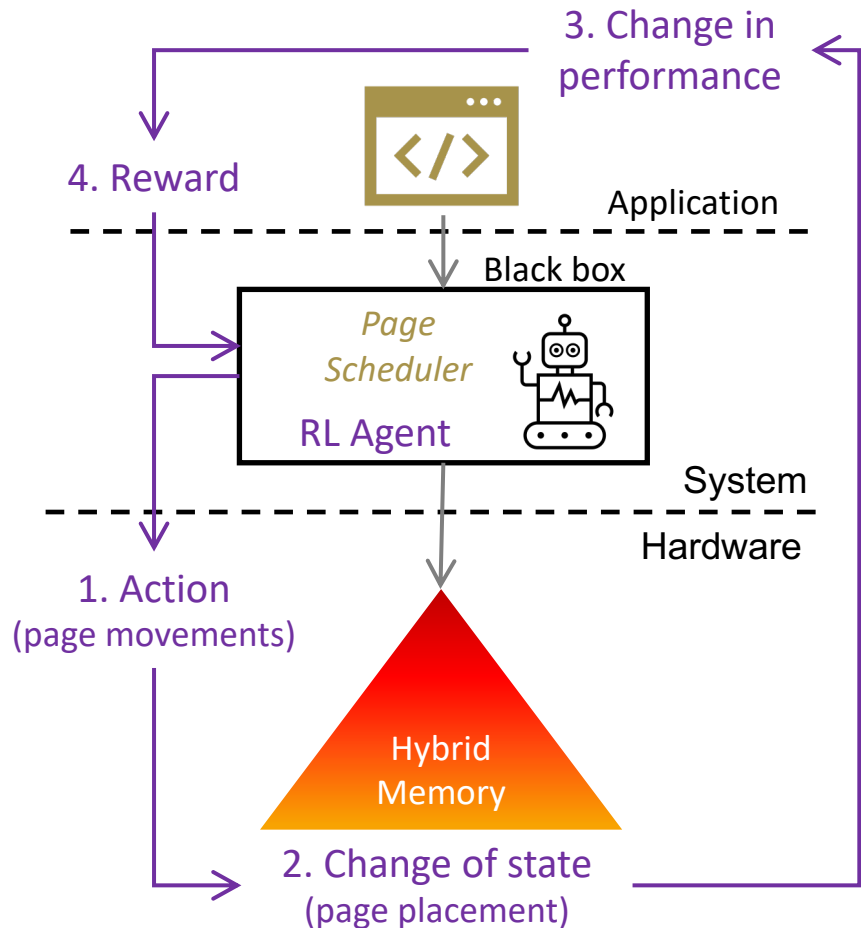 3. Change in
performance
</>
4. Reward
Application
Black box
Page
Scheduler
RL Agent
System
Hardware
1. Action
(page movements)
Hybrid
Memory
2. Change of state
(page placement)